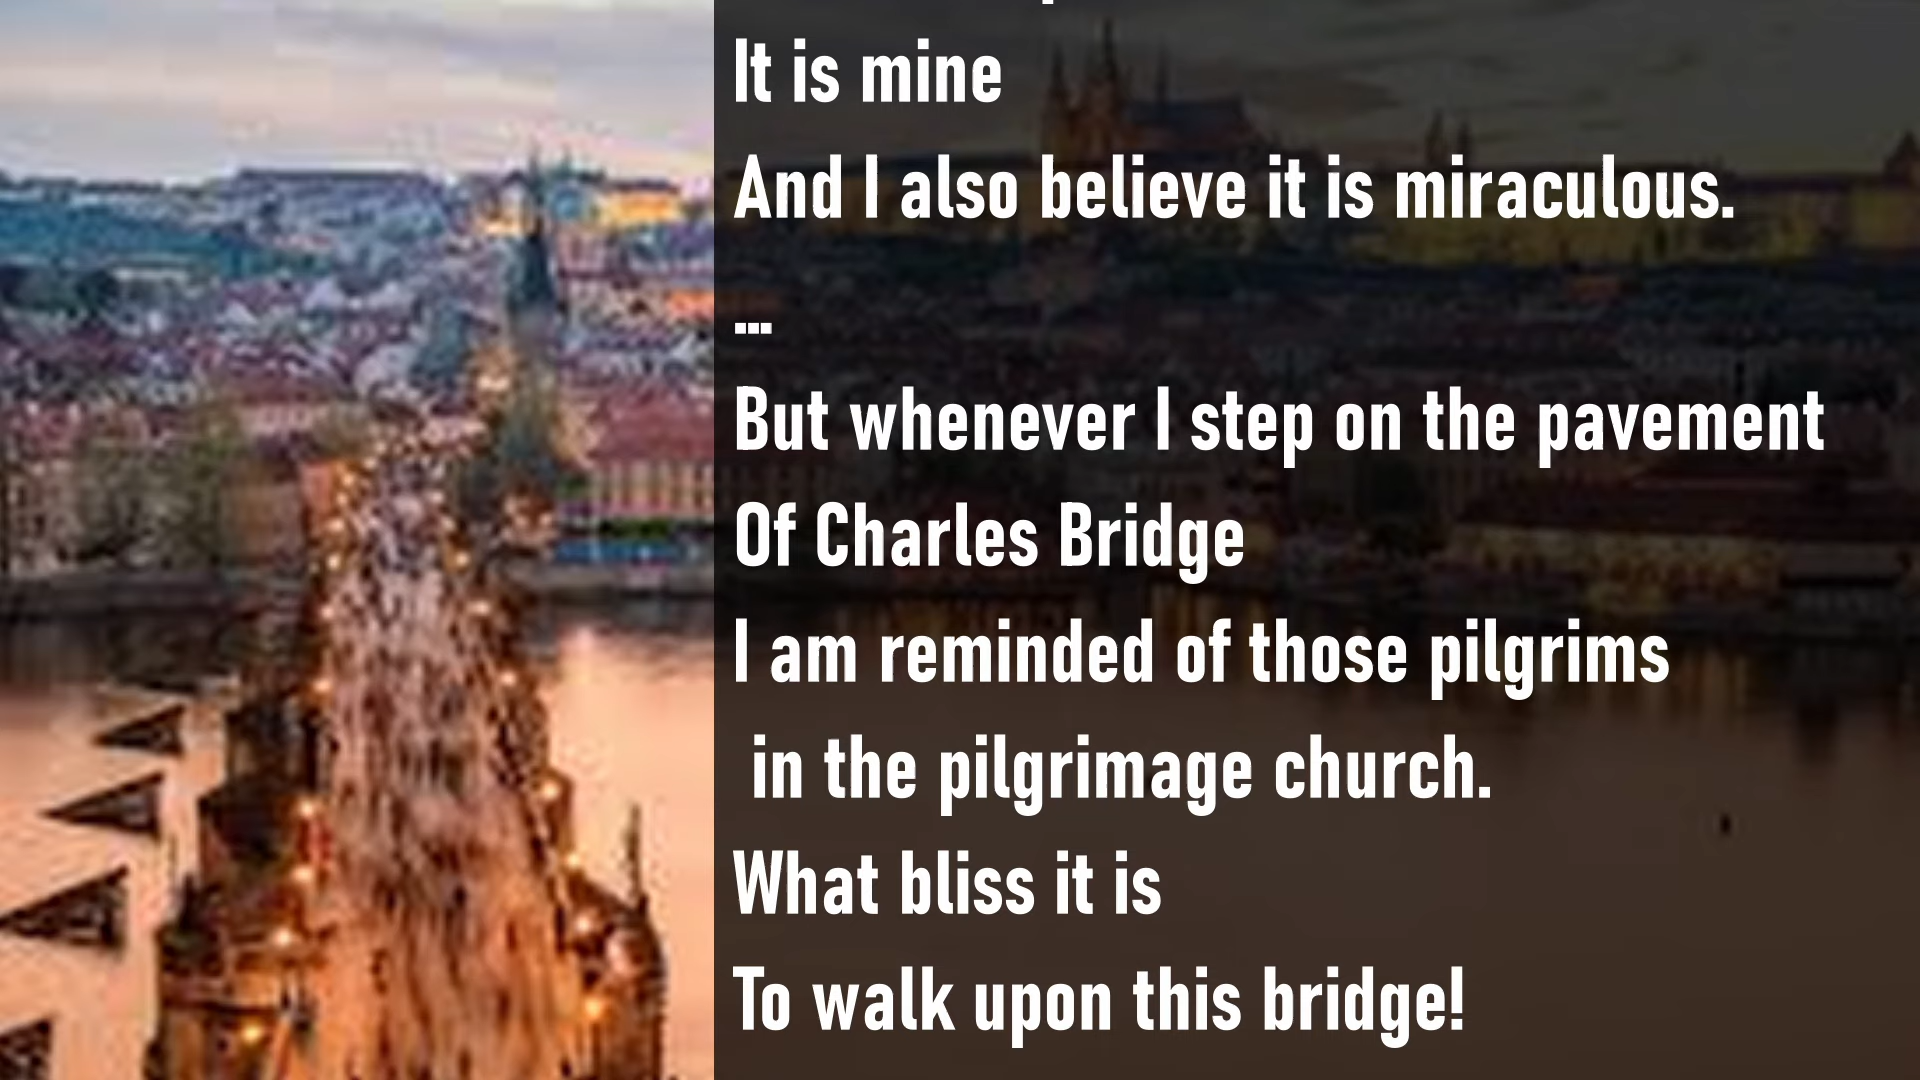 It is mine
And I also believe it is miraculous.
...
But whenever I step on the pavement
Of Charles Bridge
I am reminded of those pilgrims
in the pilgrimage church.
What bliss it is
To walk upon this bridge!